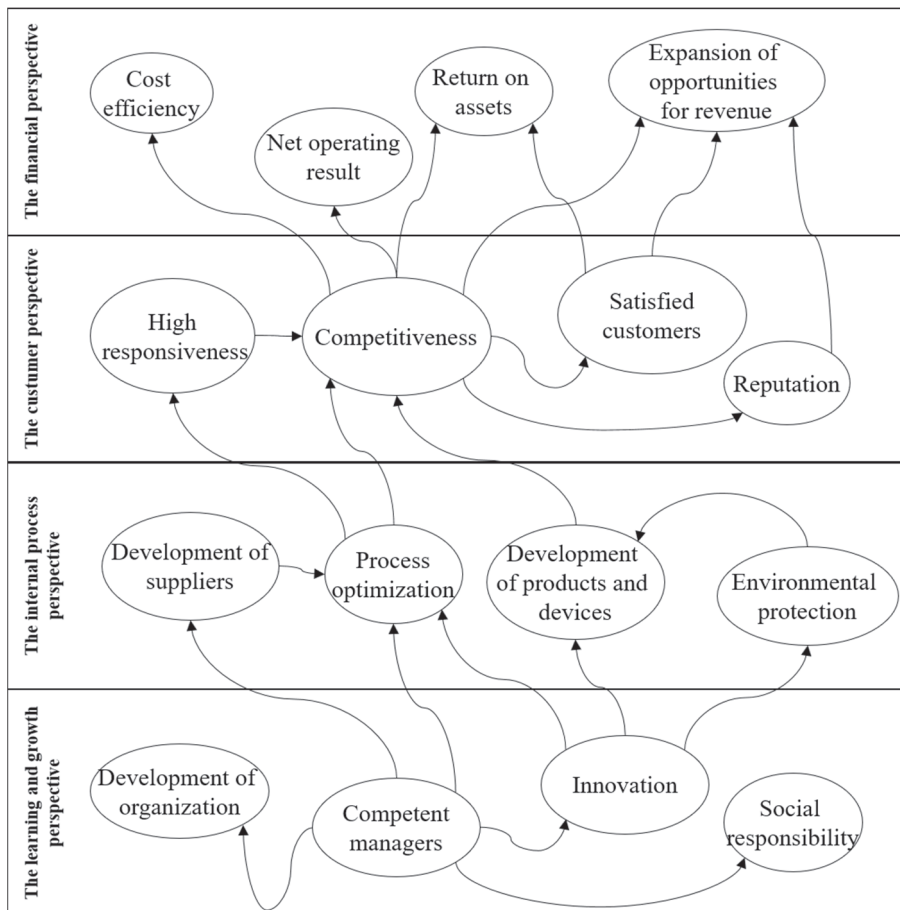 The financial perspective
Cost
efficiency
Net operating
result
Return on
assets
Expansion of
opportunities
for revenue
The custumer perspective
High
responsiveness
Competitiveness
Satisfied
customers
Reputation
The internal process
perspective
Development of
suppliers
Process
optimization
Development
of products and
devices
Environmental
protection
The learning and growth
perspective
Development of
organization
Competent
managers
Innovation
Social
responsibility